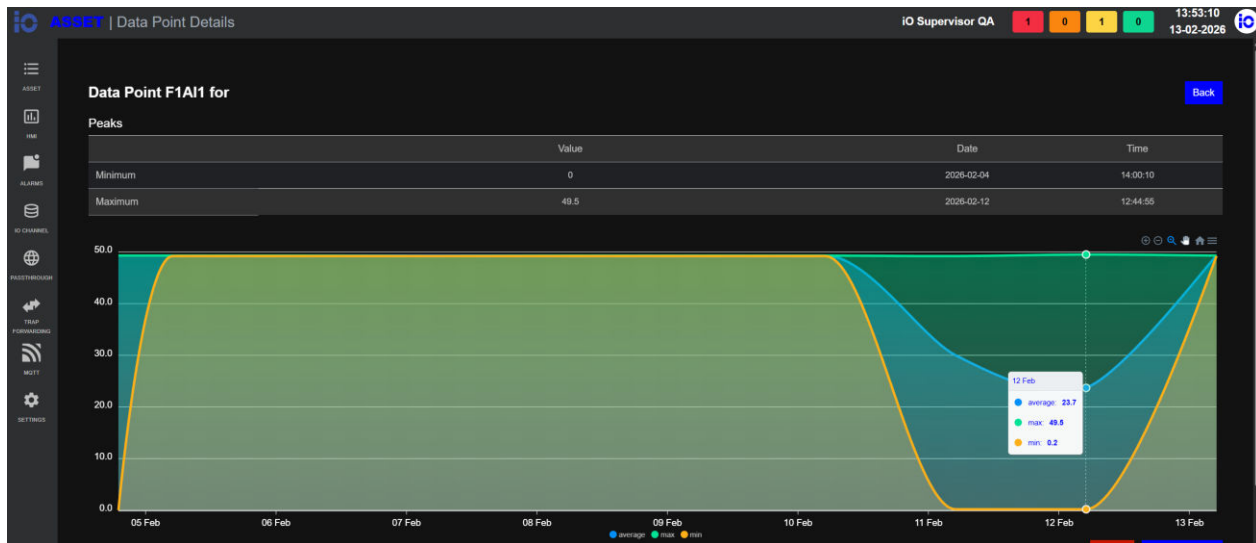 iO ASSET | Data Point Details
iO Supervisor QA
1 0 1 0
13:53:10
13-02-2026
iO
ASSET
HMI
ALARMS
IO CHANNEL
PASSTHROUGH
TRAP
FORWARDING
MQTT
SETTINGS
Data Point F1AI1 for
Back
Peaks
Value Date Time
Minimum 0 2026-02-04 14:00:10
Maximum 49.5 2026-02-12 12:44:55
50.0
40.0
30.0
20.0
10.0
0.0
12 Feb
average: 23.7
max: 49.5
min: 0.2
05 Feb 06 Feb 07 Feb 08 Feb 09 Feb 10 Feb 11 Feb 12 Feb 13 Feb
average max min